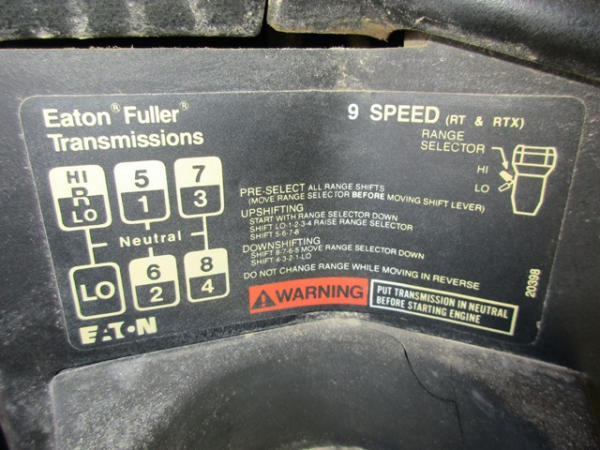 Eaton® Fuller®
Transmissions
9 SPEED (RT & RTX)
RANGE
SELECTOR
HI
LO
HI
R
LO
5
1
7
3
Neutral
LO
6
2
8
4
EATON
PRE-SELECT ALL RANGE SHIFTS
(MOVE RANGE SELECTOR BEFORE MOVING SHIFT LEVER)
UPSHIFTING
START WITH RANGE SELECTOR DOWN
SHIFT LO-1-2-3-4 RAISE RANGE SELECTOR
SHIFT 5-6-7-8
DOWNSHIFTING
SHIFT 8-7-6-5 MOVE RANGE SELECTOR DOWN
SHIFT 4-3-2-1-LO
DO NOT CHANGE RANGE WHILE MOVING IN REVERSE
WARNING
PUT TRANSMISSION IN NEUTRAL
BEFORE STARTING ENGINE
20398